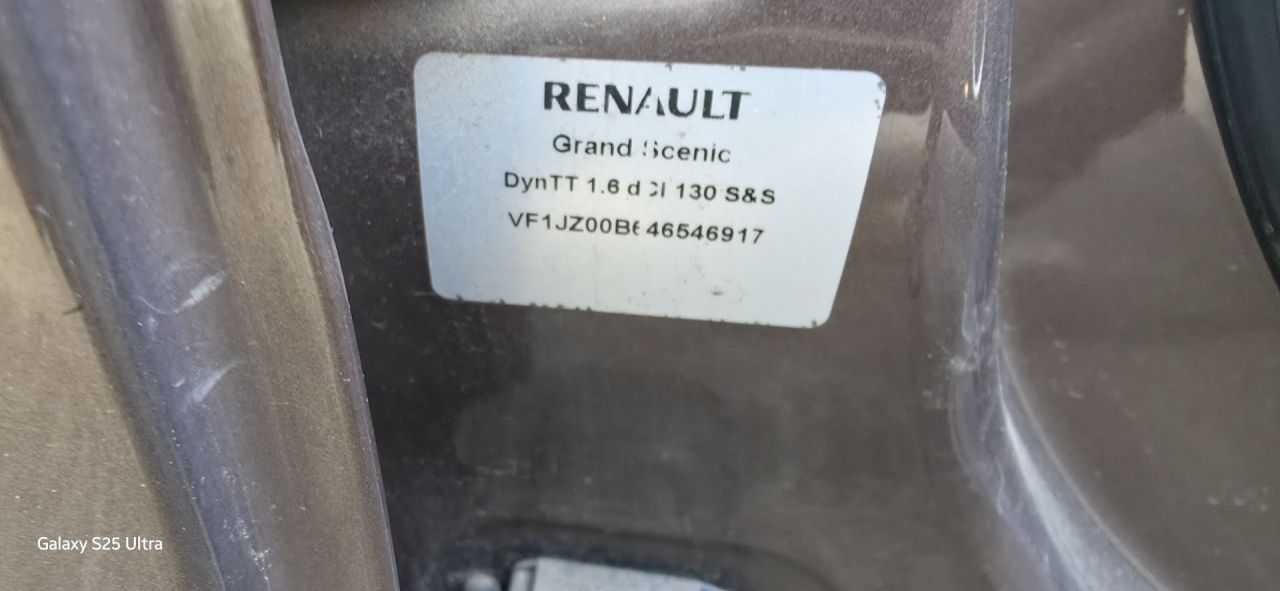 RENAULT
Grand Scenic
DynTT 1.6 dCI 130 S&S
VF1JZ00B646546917
Galaxy S25 Ultra